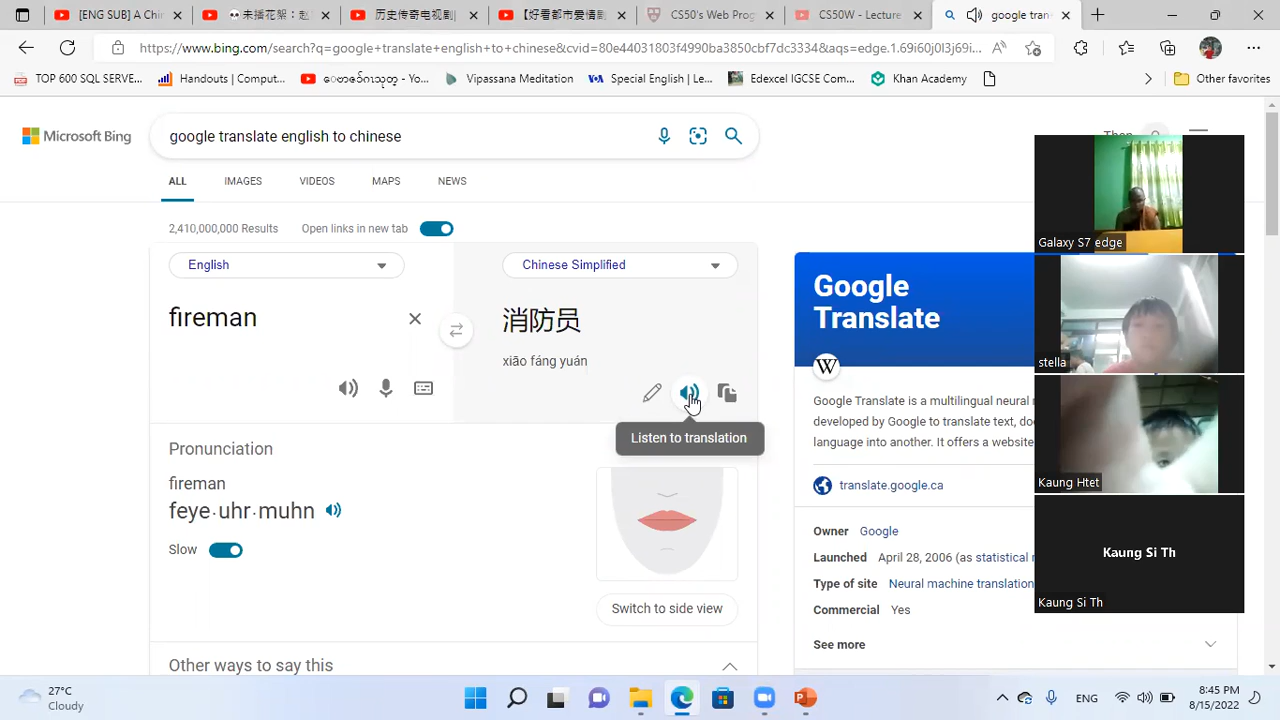 SEND] A Chin
未播花絮：赵
历史传奇电视剧
【好看都市爱情剧
CS50's Web Prog
CS50W - Lecture
google tran
https://www.bing.com/search?q=google+translate+english+to+chinese&cvid=80e44031803f4990ba3850cbf7dc3334&aqs=edge.1.69i60j0l3j69i...
TOP 600 SQL SERVE...
Handouts | Comput...
Vipassana Meditation
VOA
Special English | Le...
Edexcel IGCSE Com...
Khan Academy
Other favorites
Microsoft Bing
google translate english to chinese
ALL
IMAGES
VIDEOS
MAPS
NEWS
2,410,000,000 Results
Open links in new tab
English
Chinese Simplified
fireman
消防员
xiāo fáng yuán
Listen to translation
Pronunciation
fireman
feye·uhr·muhn
Slow
Switch to side view
Other ways to say this
Google
Translate
W
Google Translate is a multilingual neural r
developed by Google to translate text, do
language into another. It offers a website
translate.google.ca
Owner Google
Launched April 28, 2006 (as statistical
Type of site Neural machine translation
Commercial Yes
See more
Galaxy S7 edge
stella
Kaung Htet
Kaung Si Th
Kaung Si Th
27°C
Cloudy
ENG
8:45 PM
8/15/2022